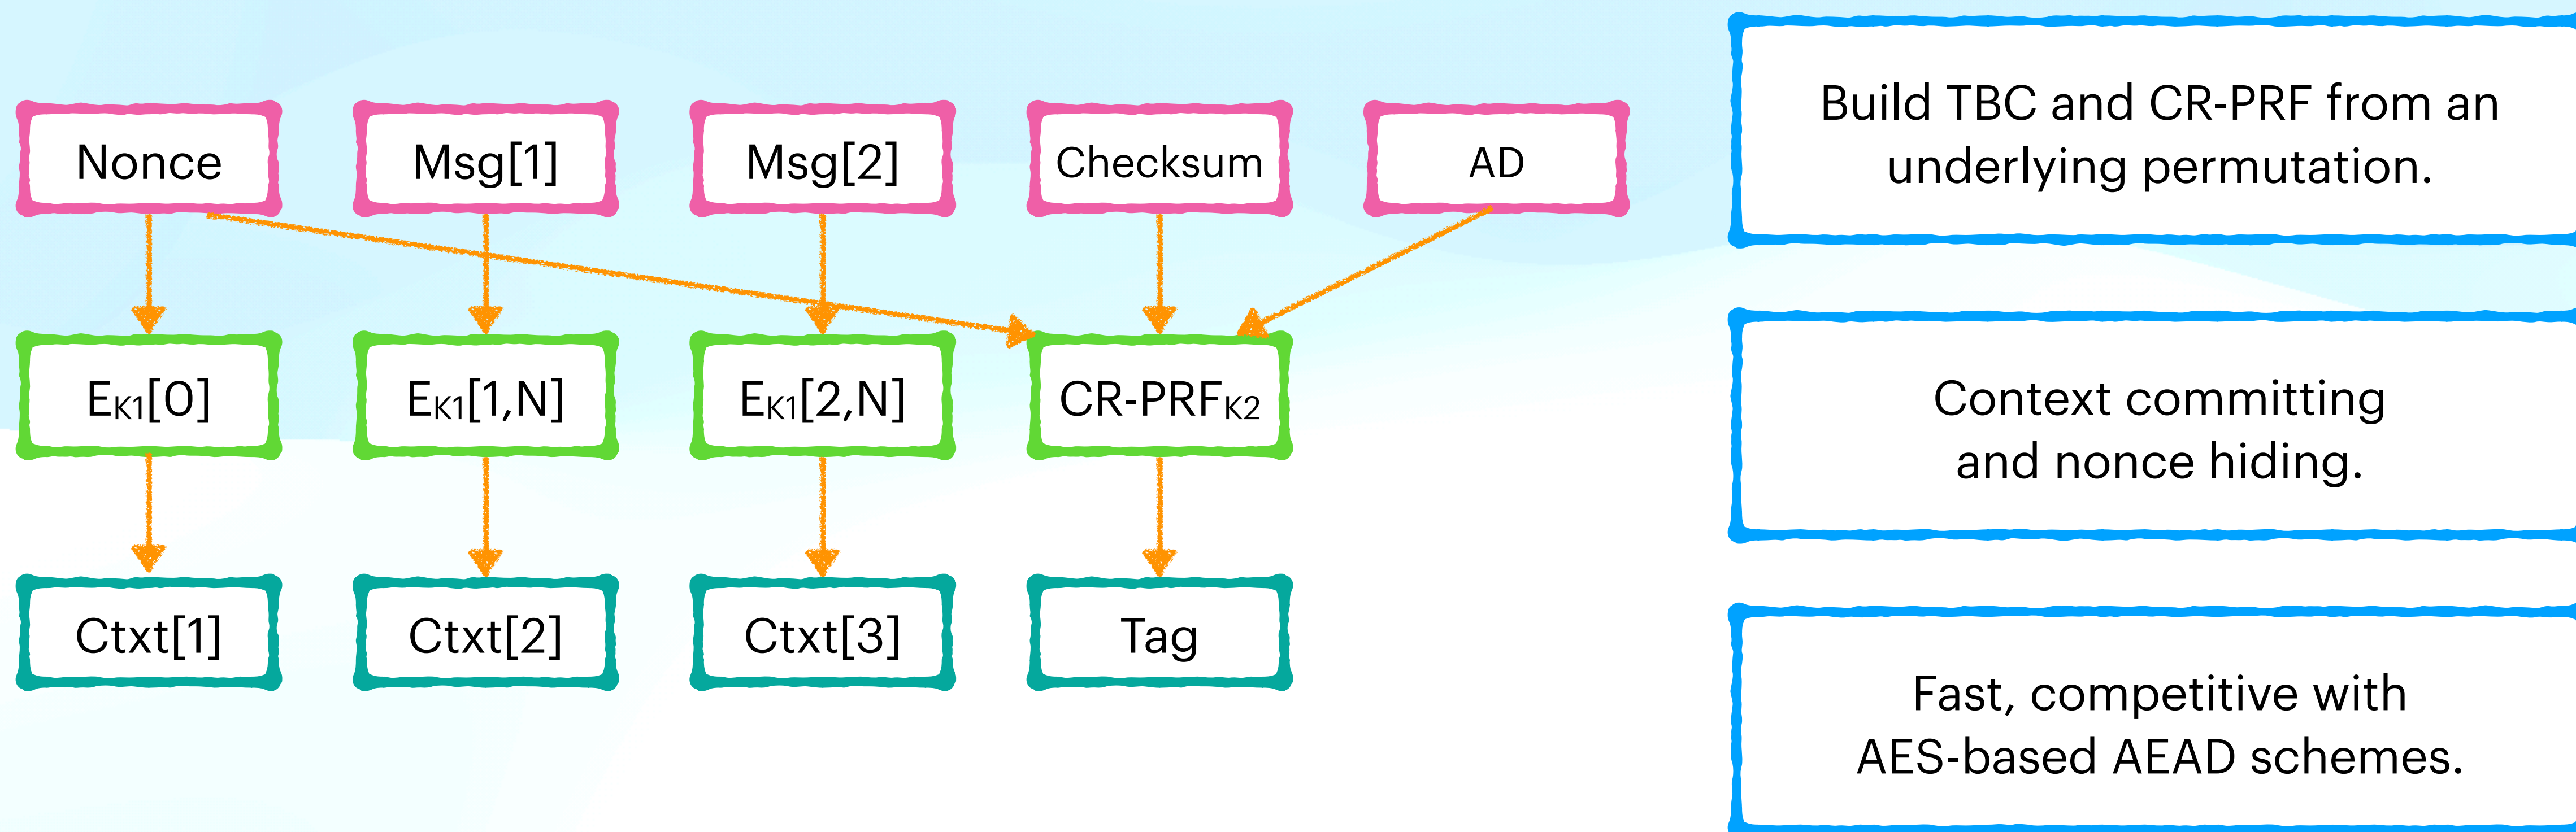 Nonce
Msg[1]
Msg[2]
Checksum
AD
EK1[0]
EK1[1,N]
EK1[2,N]
CR-PRFK2
Ctxt[1]
Ctxt[2]
Ctxt[3]
Tag
Build TBC and CR-PRF from an
underlying permutation.
Context committing
and nonce hiding.
Fast, competitive with
AES-based AEAD schemes.